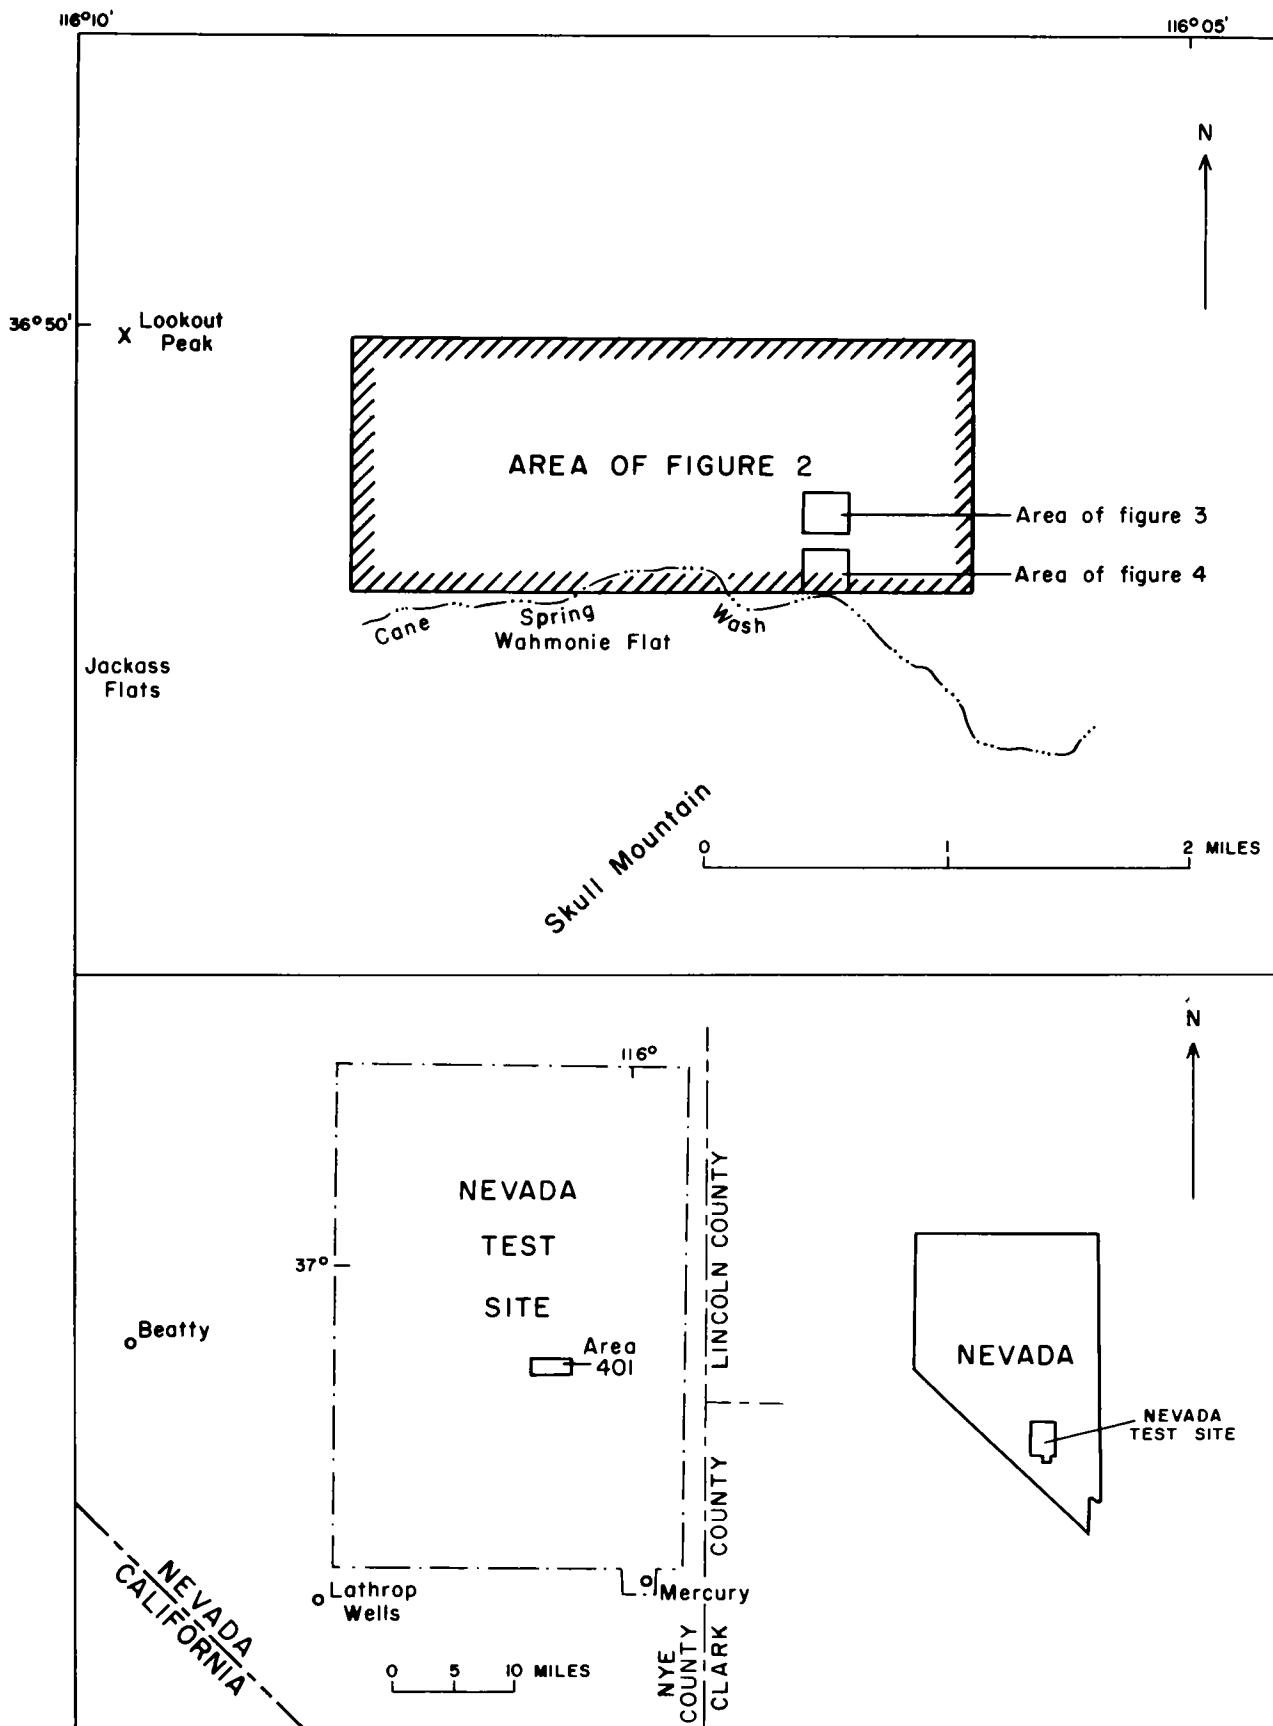 116°10'
116°05'
N
36°50'
X Lookout
Peak
AREA OF FIGURE 2
Area of figure 3
Area of figure 4
Cane Spring Wash
Wahmonie Flat
Jackass
Flats
Skull Mountain
0 1 2 MILES
N
116°
NEVADA
TEST
SITE
37°
Beatty
Area
401
LINCOLN COUNTY
NEVADA
NEVADA
TEST SITE
CLARK COUNTY
NYE
COUNTY
Lathrop
Wells
Mercury
NEVADA
CALIFORNIA
0 5 10 MILES